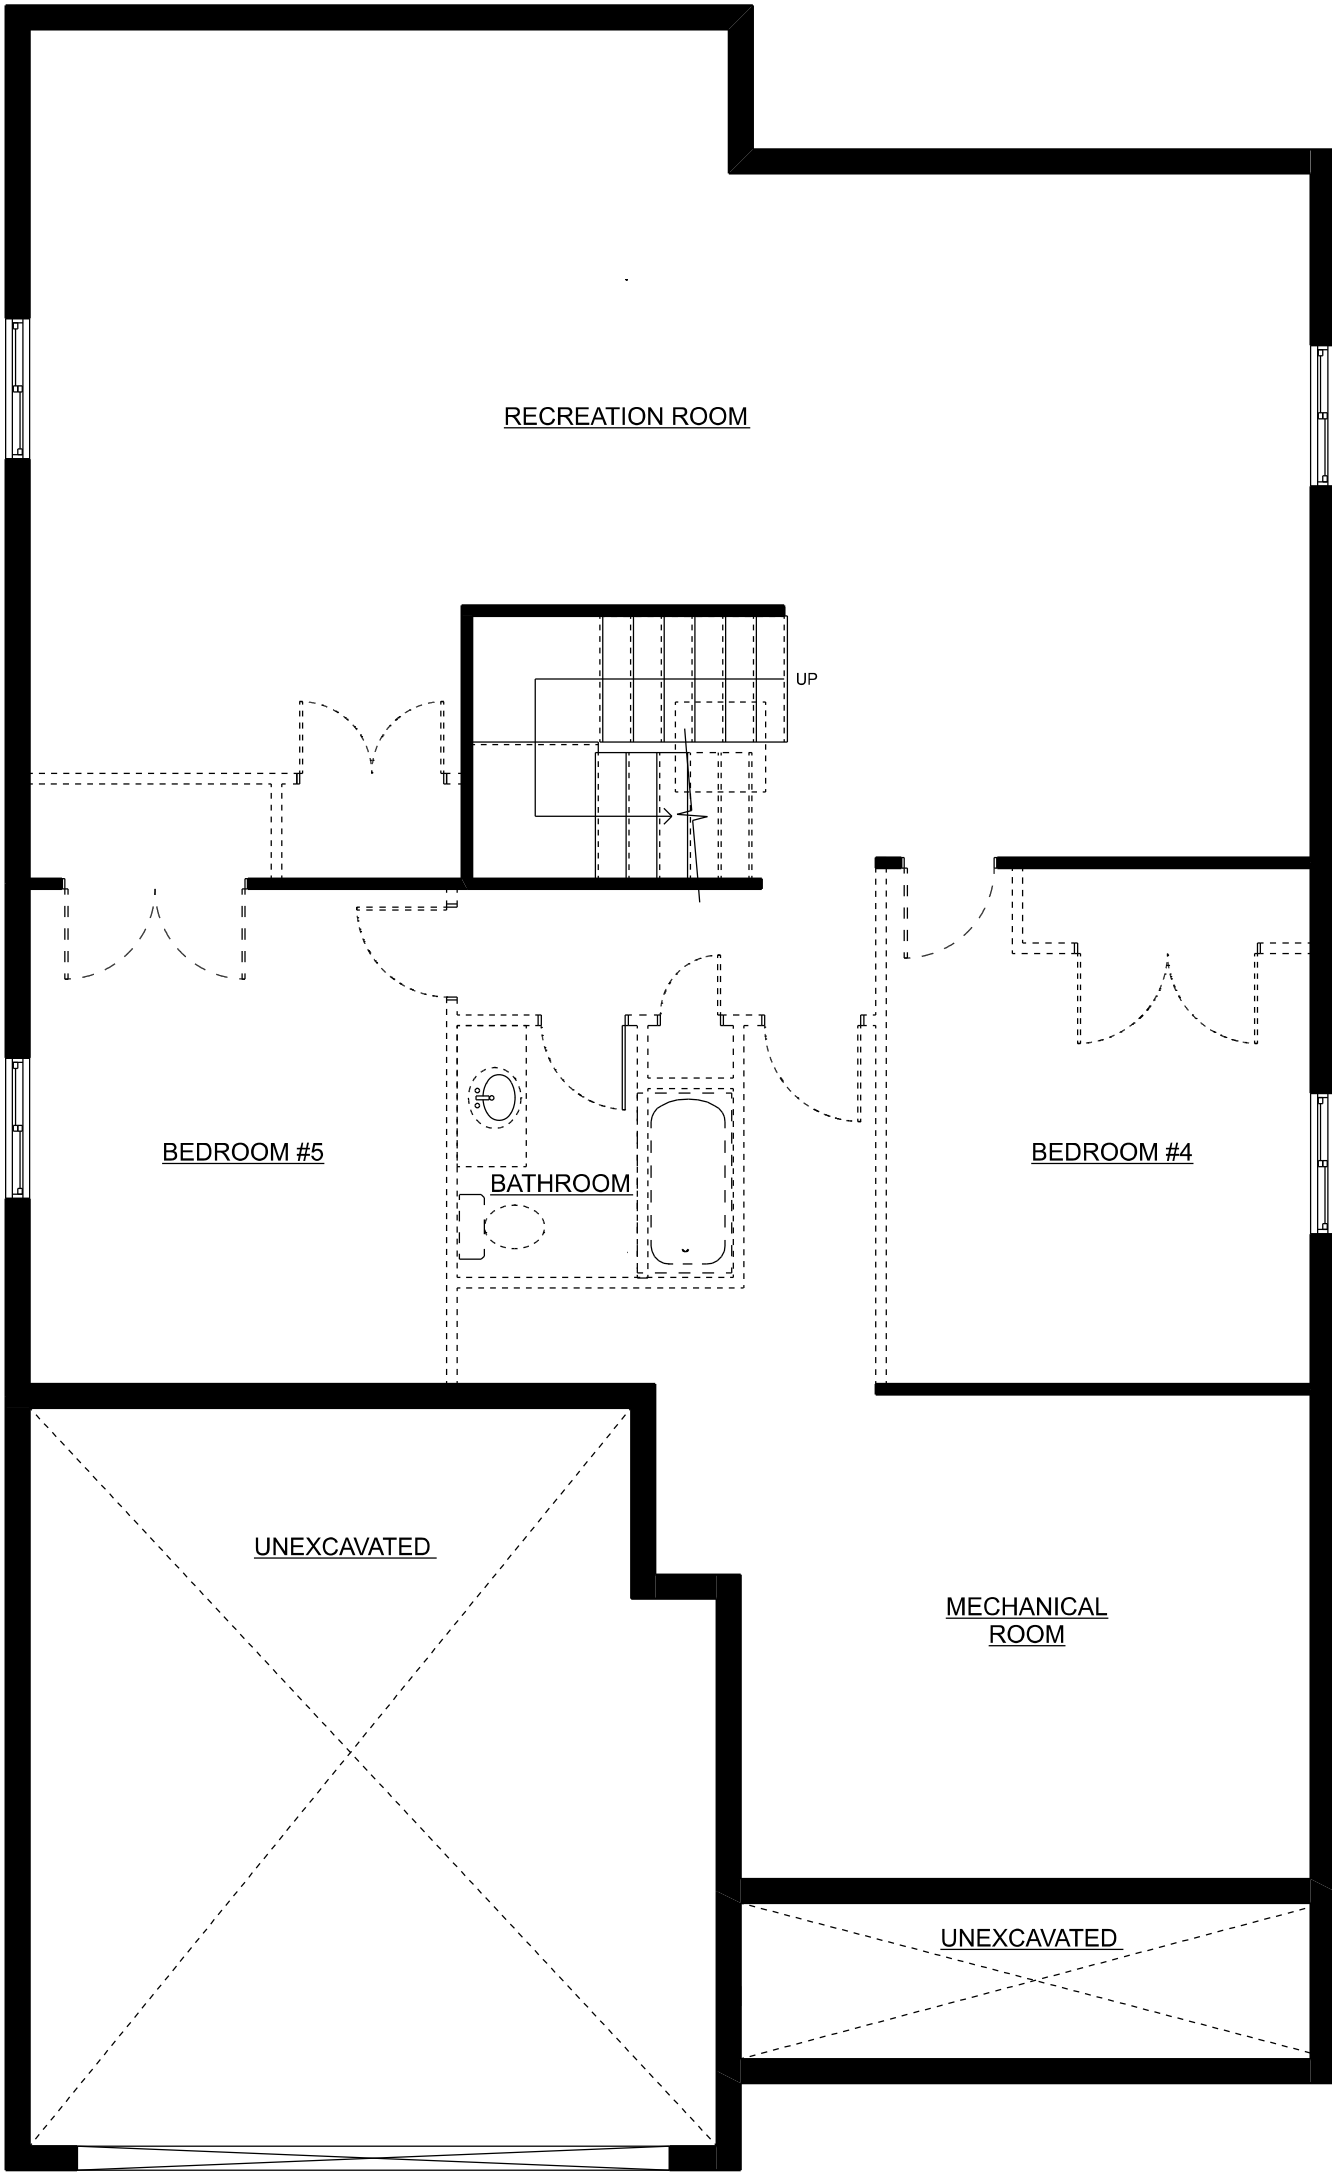 RECREATION ROOM
UP
BEDROOM #5
BEDROOM #4
BATHROOM
UNEXCAVATED
MECHANICAL
ROOM
UNEXCAVATED